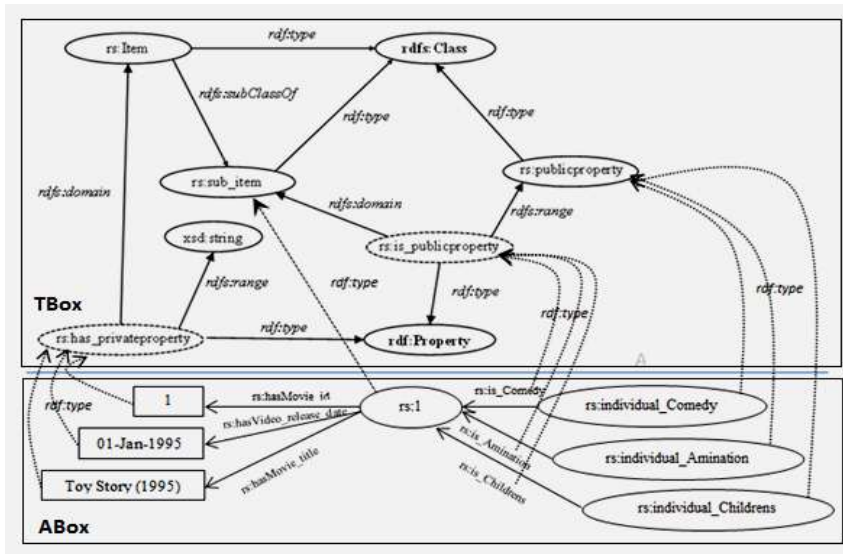 rdf:type
rs:Item
rdfs:Class
rdfs:subClassOf
rdf:type
rdf:type
rs:publicproperty
rs:sub_item
rdfs:domain
rdfs:domain
rdfs:range
xsd:string
rs:is_publicproperty
rdfs:range
rdf:type
rdf:type
rdf:type
TBox
rdf:type
rdf:type
rs:has_privateproperty
rdf:Property
A
1
rs:hasMovie_id
rs:1
rs:is_Comedy
rs:individual_Comedy
rdf:type
rs:hasVideo_release_date
01-Jan-1995
rs:is_Amination
rs:individual_Amination
rs:hasMovie_title
rs:is_Childrens
Toy Story (1995)
rs:individual_Childrens
ABox